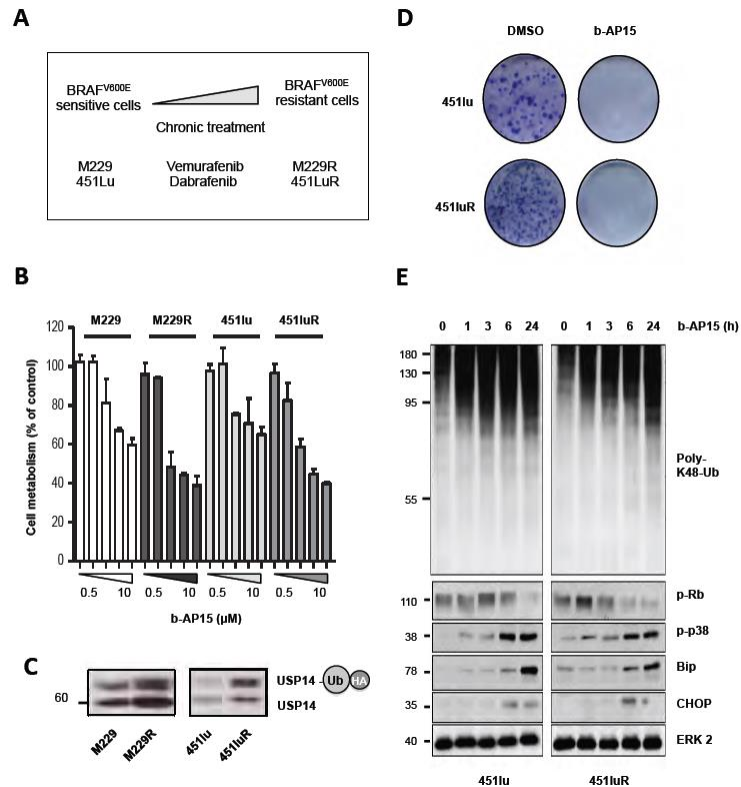 A
BRAFV600E
sensitive cells
BRAFV600E
resistant cells
Chronic treatment
M229
451Lu
Vemurafenib
Dabrafenib
M229R
451LuR
B
M229 M229R 451lu 451luR
Cell metabolism (% of control)
120
100
80
60
40
20
0
0.5 10 0.5 10 0.5 10 0.5 10
b-AP15 (µM)
C
60
USP14 - Ub HA
USP14
M229 M229R 451lu 451luR
D
DMSO b-AP15
451lu
451luR
E
0 1 3 6 24 0 1 3 6 24 b-AP15 (h)
180
130
95
55
Poly-
K48-Ub
110 p-Rb
38 p-p38
78 Bip
35 CHOP
40 ERK 2
451lu 451luR